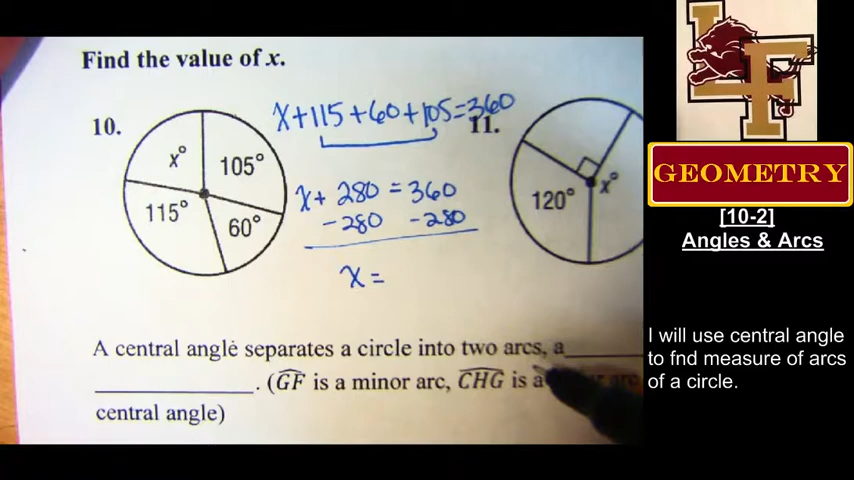 Find the value of x.
10.
x + 115 + 60 + 105 = 360
11.
x°
105°
115°
60°
x + 280 = 360
- 280 - 280
x =
120°
x°
A central angle separates a circle into two arcs, a
. (GF is a minor arc, CHG is a
central angle)
LF
GEOMETRY
[10-2]
Angles & Arcs
I will use central angle
to fnd measure of arcs
of a circle.